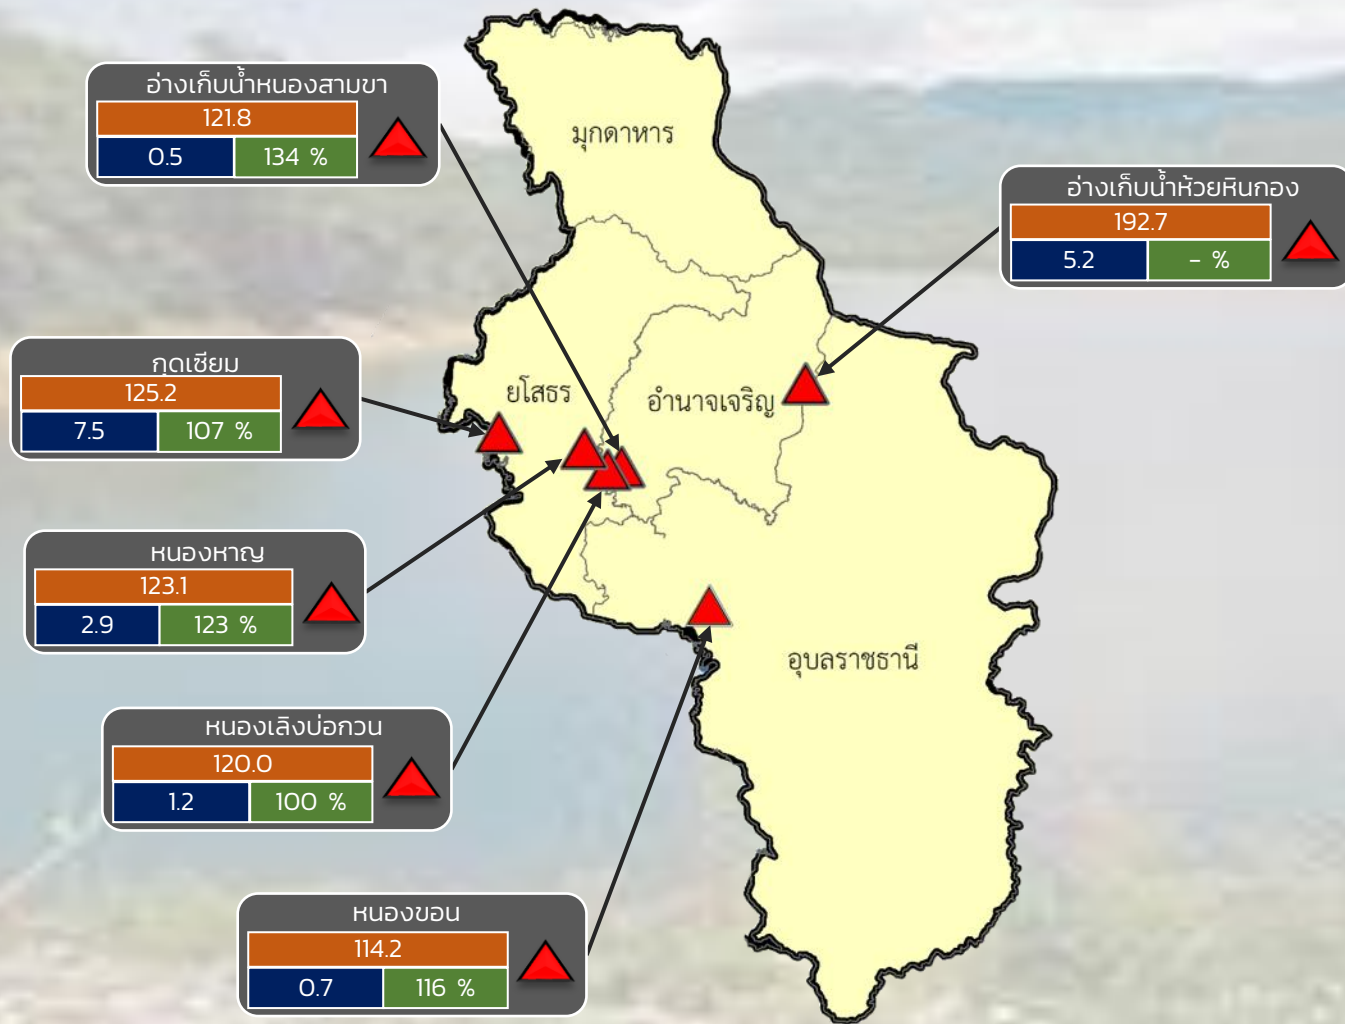 อ่างเก็บน้ำหนองสามขา
121.8
0.5 134 %
มุกดาหาร
อ่างเก็บน้ำห้วยหินกอง
192.7
5.2 - %
กุดเซียม
125.2
7.5 107 %
ยโสธร
อำนาจเจริญ
หนองหาญ
123.1
2.9 123 %
อุบลราชธานี
หนองเลิงบ่อกวน
120.0
1.2 100 %
หนองขอน
114.2
0.7 116 %